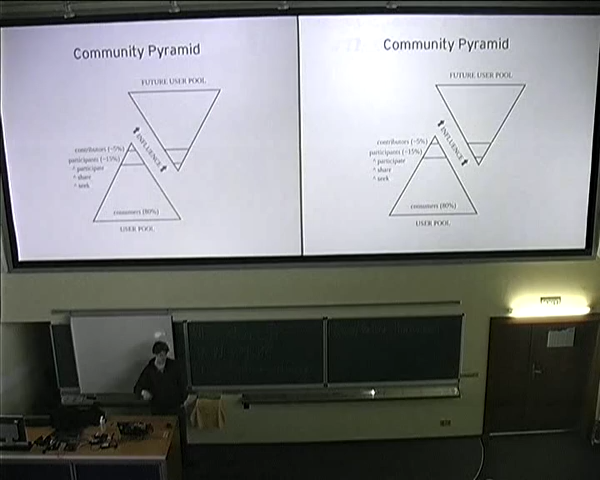 Community Pyramid
FUTURE USER POOL
INFLUENCE
contributors (~5%)
participants (~15%)
^ participate
^ share
^ seek
consumers (80%)
USER POOL
Community Pyramid
FUTURE USER POOL
INFLUENCE
contributors (~5%)
participants (~15%)
^ participate
^ share
^ seek
consumers (80%)
USER POOL